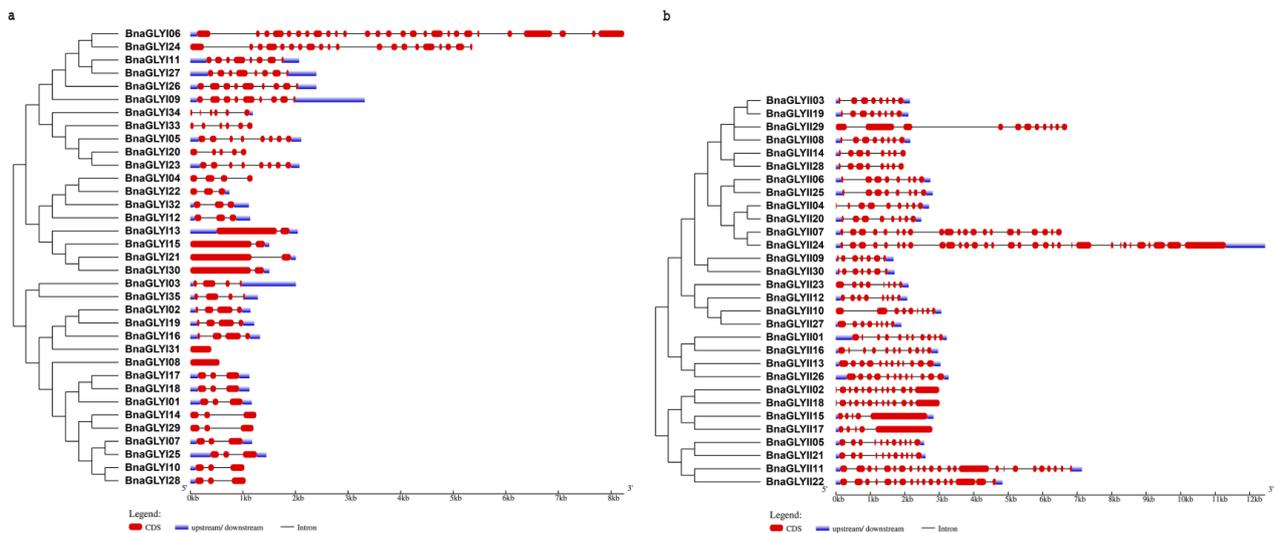 a
BnaGLYI06
BnaGLYI24
BnaGLYI11
BnaGLYI27
BnaGLYI26
BnaGLYI09
BnaGLYI34
BnaGLYI33
BnaGLYI05
BnaGLYI20
BnaGLYI23
BnaGLYI04
BnaGLYI22
BnaGLYI32
BnaGLYI12
BnaGLYI13
BnaGLYI15
BnaGLYI21
BnaGLYI30
BnaGLYI03
BnaGLYI35
BnaGLYI02
BnaGLYI19
BnaGLYI16
BnaGLYI31
BnaGLYI08
BnaGLYI17
BnaGLYI18
BnaGLYI01
BnaGLYI14
BnaGLYI29
BnaGLYI07
BnaGLYI25
BnaGLYI10
BnaGLYI28
5' 3'
0kb 1kb 2kb 3kb 4kb 5kb 6kb 7kb 8kb
Legend:
CDS upstream/ downstream Intron
b
BnaGLYII03
BnaGLYII19
BnaGLYII29
BnaGLYII08
BnaGLYII14
BnaGLYII28
BnaGLYII06
BnaGLYII25
BnaGLYII04
BnaGLYII20
BnaGLYII07
BnaGLYII24
BnaGLYII09
BnaGLYII30
BnaGLYII23
BnaGLYII12
BnaGLYII10
BnaGLYII27
BnaGLYII01
BnaGLYII16
BnaGLYII13
BnaGLYII26
BnaGLYII02
BnaGLYII18
BnaGLYII15
BnaGLYII17
BnaGLYII05
BnaGLYII21
BnaGLYII11
BnaGLYII22
5' 3'
0kb 1kb 2kb 3kb 4kb 5kb 6kb 7kb 8kb 9kb 10kb 11kb 12kb
Legend:
CDS upstream/ downstream Intron